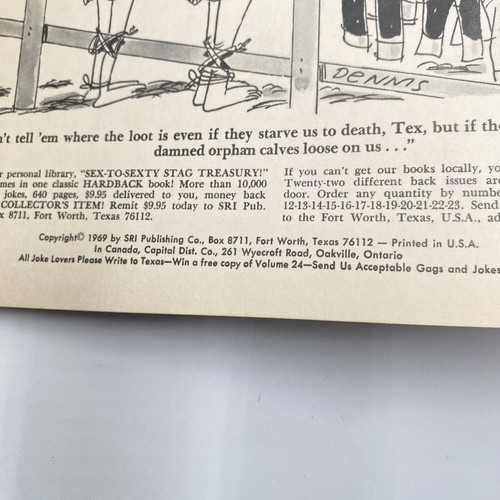 DENNIS
n't tell 'em where the loot is even if they starve us to death, Tex, but if the
damned orphan calves loose on us . . ."
r personal library, "SEX-TO-SEXTY STAG TREASURY!"
mes in one classic HARDBACK book! More than 10,000
jokes, 640 pages, $9.95 delivered to you, money back
COLLECTOR'S ITEM! Remit $9.95 today to SRI Pub.
x 8711, Fort Worth, Texas 76112.
If you can't get our books locally, yo
Twenty-two different back issues are
door. Order any quantity by numbe
12-13-14-15-16-17-18-19-20-21-22-23. Send
to the Fort Worth, Texas, U.S.A., ad
Copyright© 1969 by SRI Publishing Co., Box 8711, Fort Worth, Texas 76112 — Printed in U.S.A.
In Canada, Capital Dist. Co., 261 Wyecroft Road, Oakville, Ontario
All Joke Lovers Please Write to Texas—Win a free copy of Volume 24—Send Us Acceptable Gags and Jokes